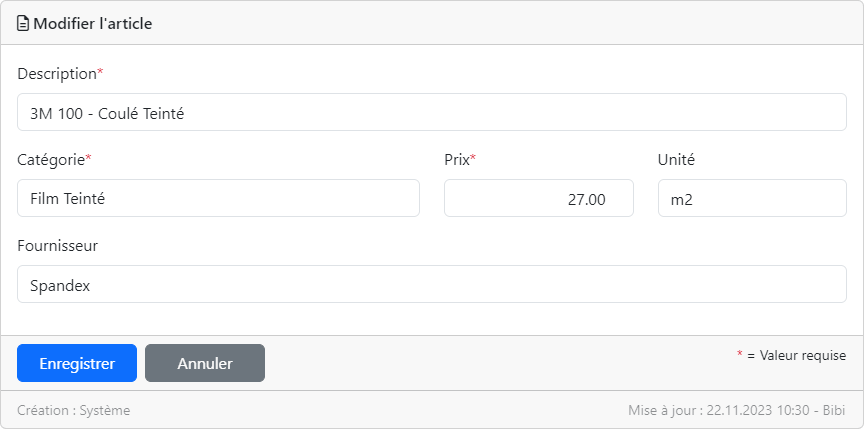 Modifier l'article
Description*
3M 100 - Coulé Teinté
Catégorie* Prix* Unité
Film Teinté 27.00 m2
Fournisseur
Spandex
Enregistrer Annuler * = Valeur requise
Création : Système Mise à jour : 22.11.2023 10:30 - Bibi